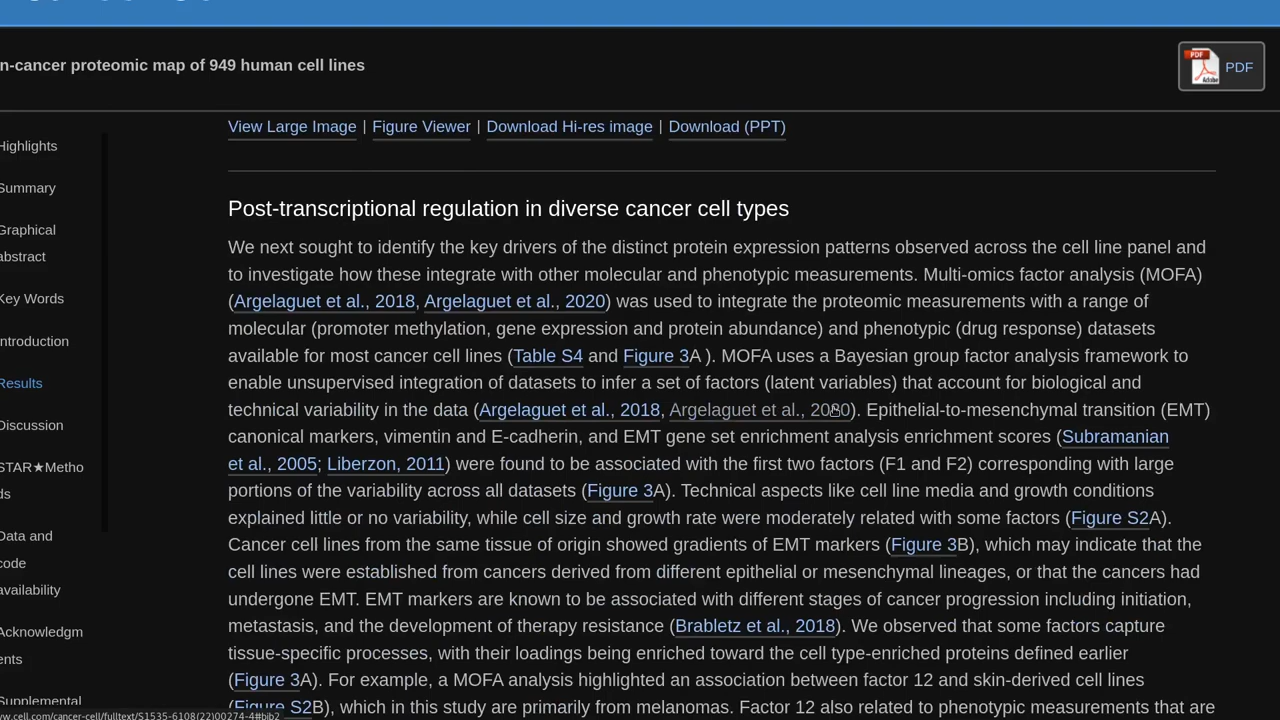 n-cancer proteomic map of 949 human cell lines
PDF
PDF
Adobe
View Large Image | Figure Viewer | Download Hi-res image | Download (PPT)
Highlights
Summary
Graphical
abstract
Key Words
Introduction
Results
Discussion
STAR★Metho
ds
Data and
code
availability
Acknowledgm
ents
Supplemental
Post-transcriptional regulation in diverse cancer cell types
We next sought to identify the key drivers of the distinct protein expression patterns observed across the cell line panel and
to investigate how these integrate with other molecular and phenotypic measurements. Multi-omics factor analysis (MOFA)
(Argelaguet et al., 2018, Argelaguet et al., 2020) was used to integrate the proteomic measurements with a range of
molecular (promoter methylation, gene expression and protein abundance) and phenotypic (drug response) datasets
available for most cancer cell lines (Table S4 and Figure 3A ). MOFA uses a Bayesian group factor analysis framework to
enable unsupervised integration of datasets to infer a set of factors (latent variables) that account for biological and
technical variability in the data (Argelaguet et al., 2018, Argelaguet et al., 2020). Epithelial-to-mesenchymal transition (EMT)
canonical markers, vimentin and E-cadherin, and EMT gene set enrichment analysis enrichment scores (Subramanian
et al., 2005; Liberzon, 2011) were found to be associated with the first two factors (F1 and F2) corresponding with large
portions of the variability across all datasets (Figure 3A). Technical aspects like cell line media and growth conditions
explained little or no variability, while cell size and growth rate were moderately related with some factors (Figure S2A).
Cancer cell lines from the same tissue of origin showed gradients of EMT markers (Figure 3B), which may indicate that the
cell lines were established from cancers derived from different epithelial or mesenchymal lineages, or that the cancers had
undergone EMT. EMT markers are known to be associated with different stages of cancer progression including initiation,
metastasis, and the development of therapy resistance (Brabletz et al., 2018). We observed that some factors capture
tissue-specific processes, with their loadings being enriched toward the cell type-enriched proteins defined earlier
(Figure 3A). For example, a MOFA analysis highlighted an association between factor 12 and skin-derived cell lines
(Figure S2B), which in this study are primarily from melanomas. Factor 12 also related to phenotypic measurements that are
w.cell.com/cancer-cell/fulltext/S1535-6108(22)00274-4#bib2